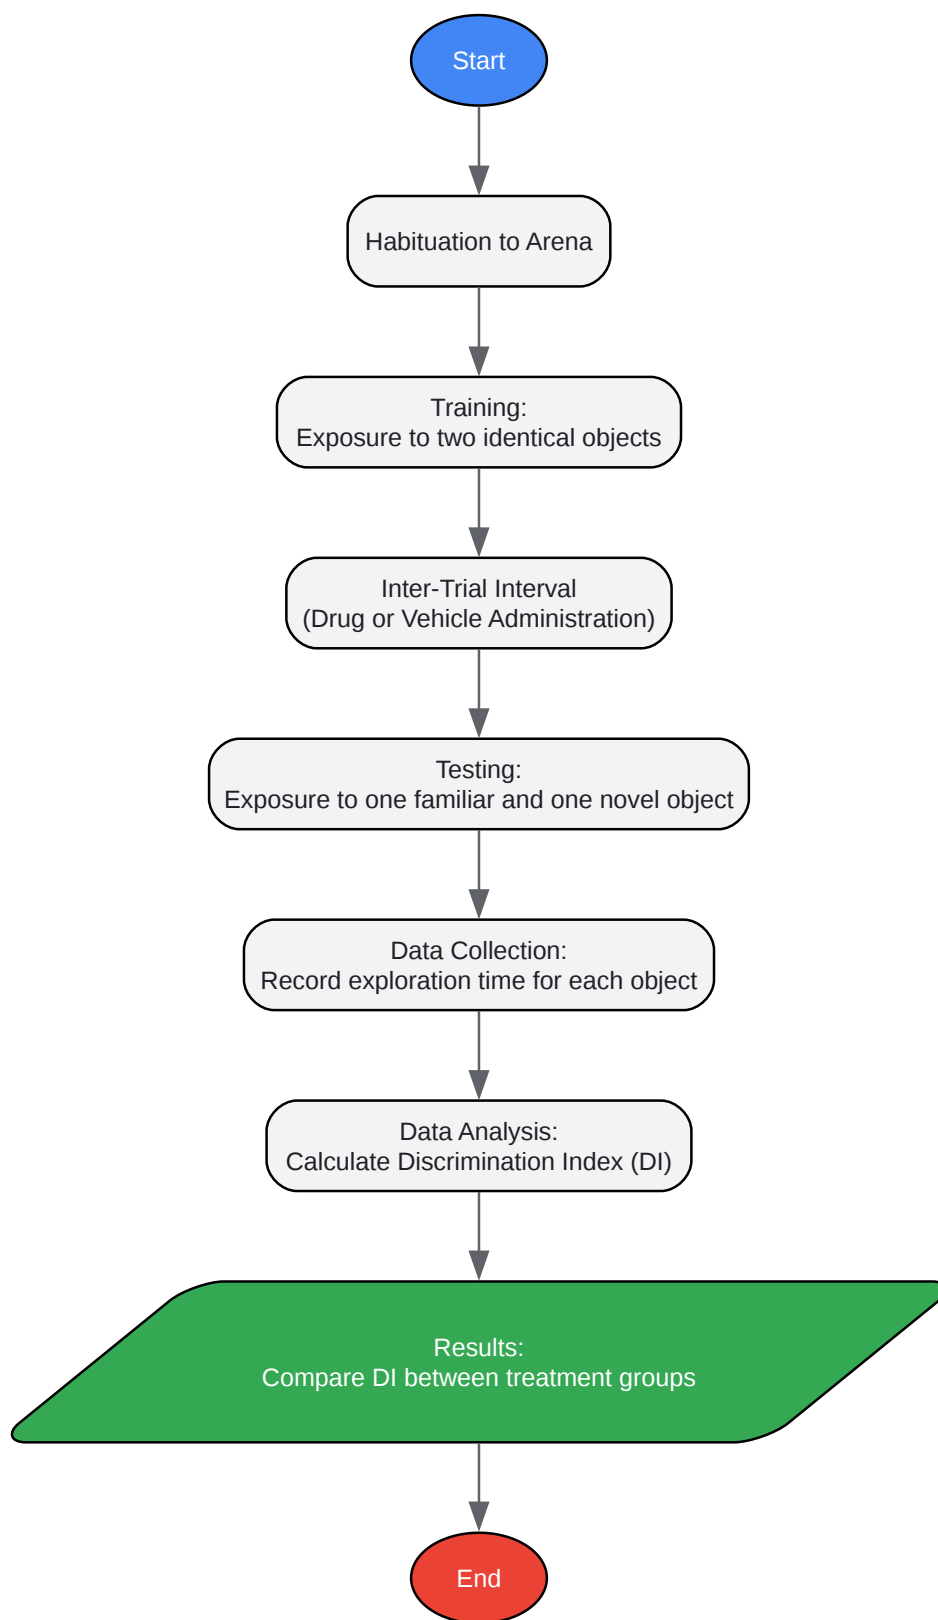 Start
Habituation to Arena
Training:
Exposure to two identical objects
Inter-Trial Interval
(Drug or Vehicle Administration)
Testing:
Exposure to one familiar and one novel object
Data Collection:
Record exploration time for each object
Data Analysis:
Calculate Discrimination Index (DI)
Results:
Compare DI between treatment groups
End